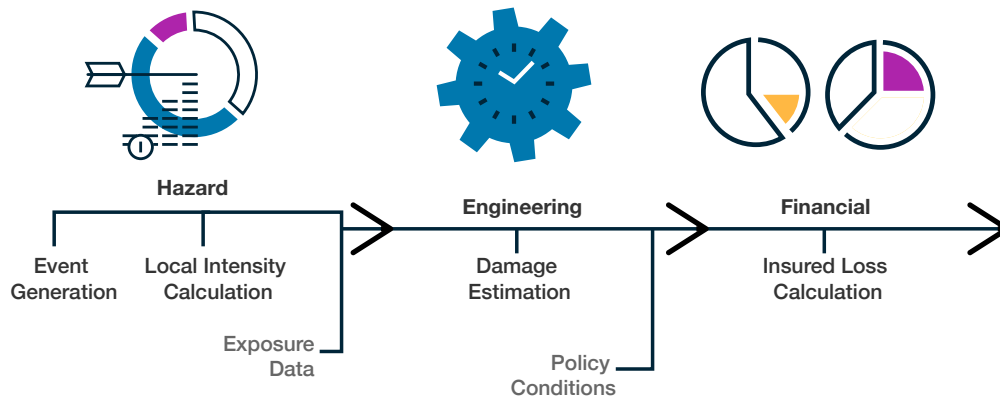 Hazard
Event
Generation
Local Intensity
Calculation
Exposure
Data
Engineering
Damage
Estimation
Policy
Conditions
Financial
Insured Loss
Calculation